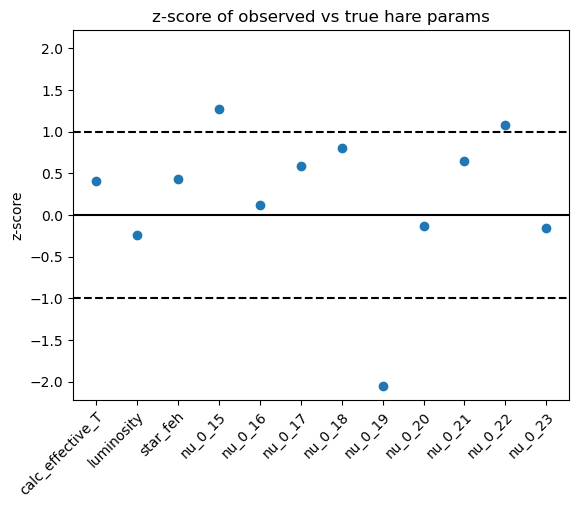 z-score of observed vs true hare params
z-score
2.0
1.5
1.0
0.5
0.0
−0.5
−1.0
−1.5
−2.0
calc_effective_T
luminosity
star_feh
nu_0_15
nu_0_16
nu_0_17
nu_0_18
nu_0_19
nu_0_20
nu_0_21
nu_0_22
nu_0_23